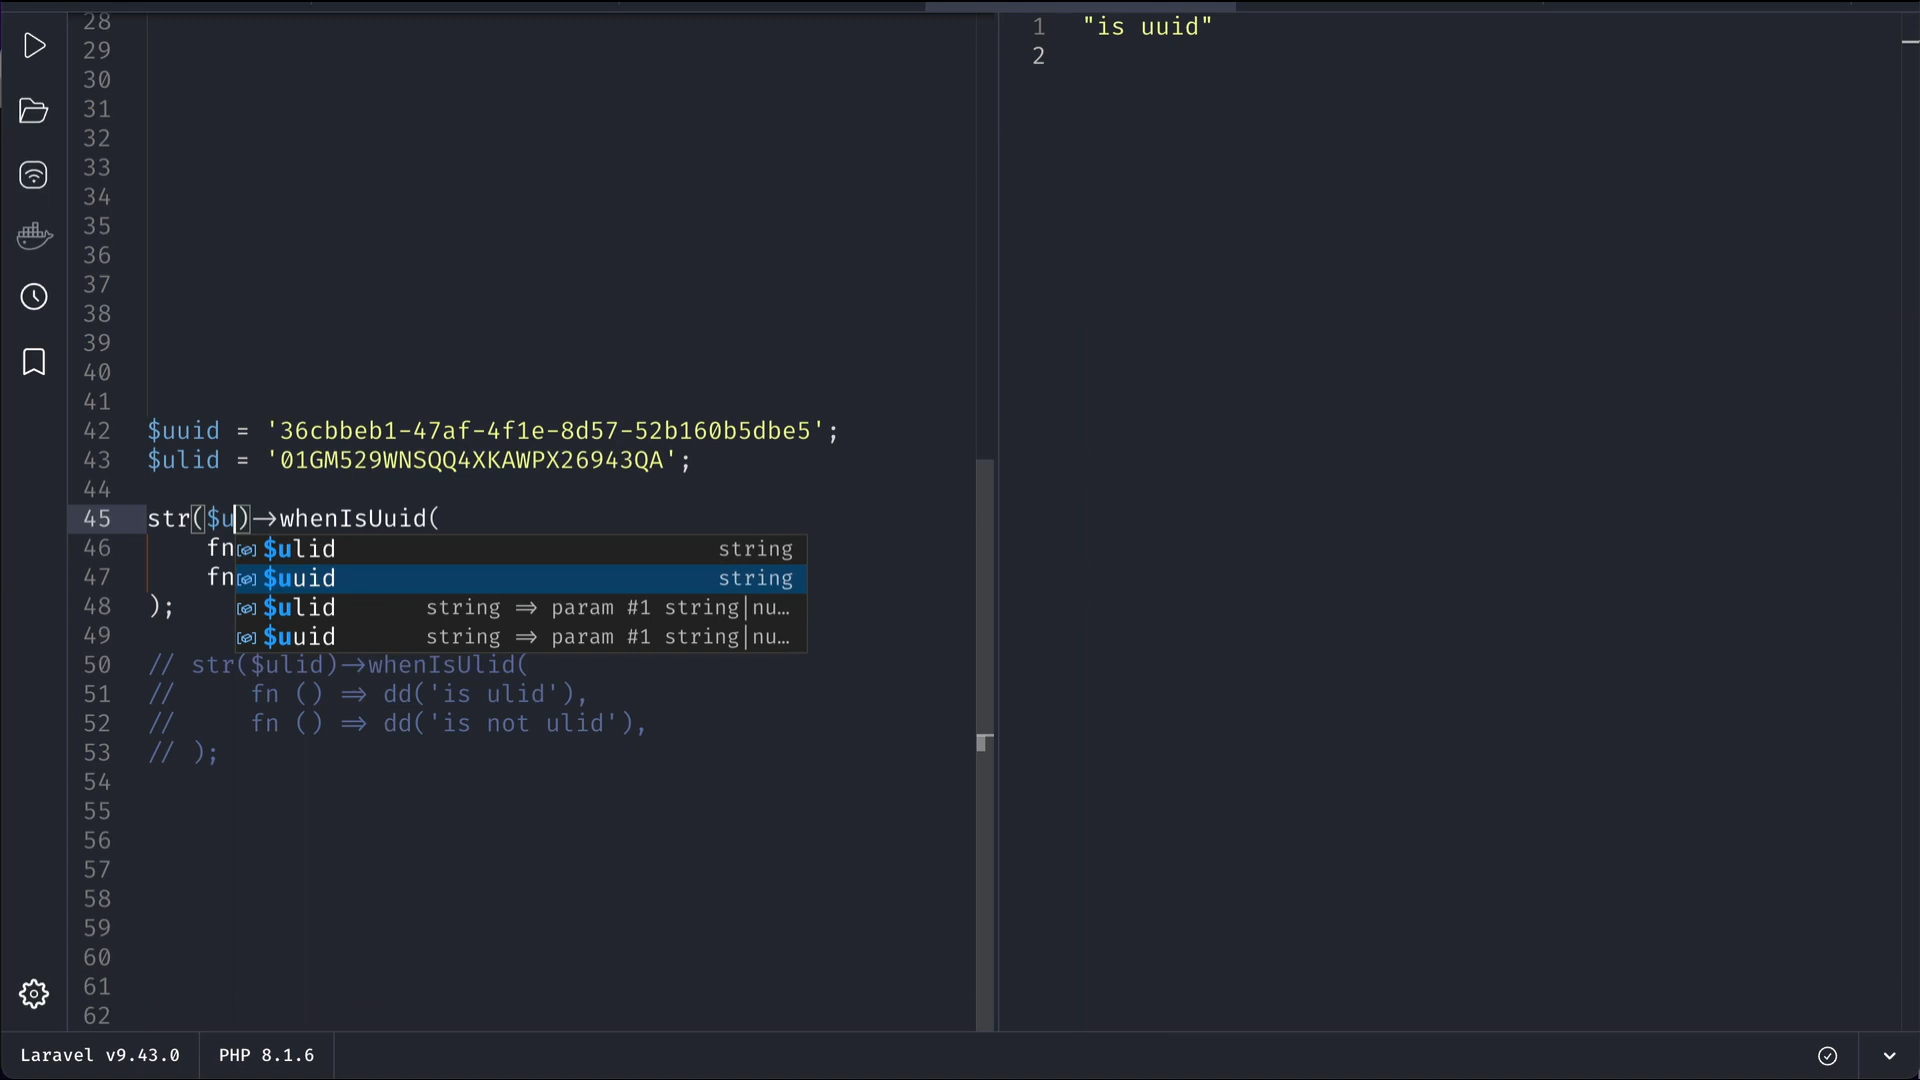 28
29
30
31
32
33
34
35
36
37
38
39
40
41
42 $uuid = '36cbbeb1-47af-4f1e-8d57-52b160b5dbe5';
43 $ulid = '01GM529WNSQQ4XKAWPX26943QA';
44
45 str($u)->whenIsUuid(
46 fn
$ulid string
47 fn
$uuid string
48 );
$ulid string => param #1 string|nu…
49
$uuid string => param #1 string|nu…
50 // str($ulid)->whenIsUlid(
51 // fn () => dd('is ulid'),
52 // fn () => dd('is not ulid'),
53 // );
54
55
56
57
58
59
60
61
62
1 "is uuid"
2
Laravel v9.43.0 PHP 8.1.6